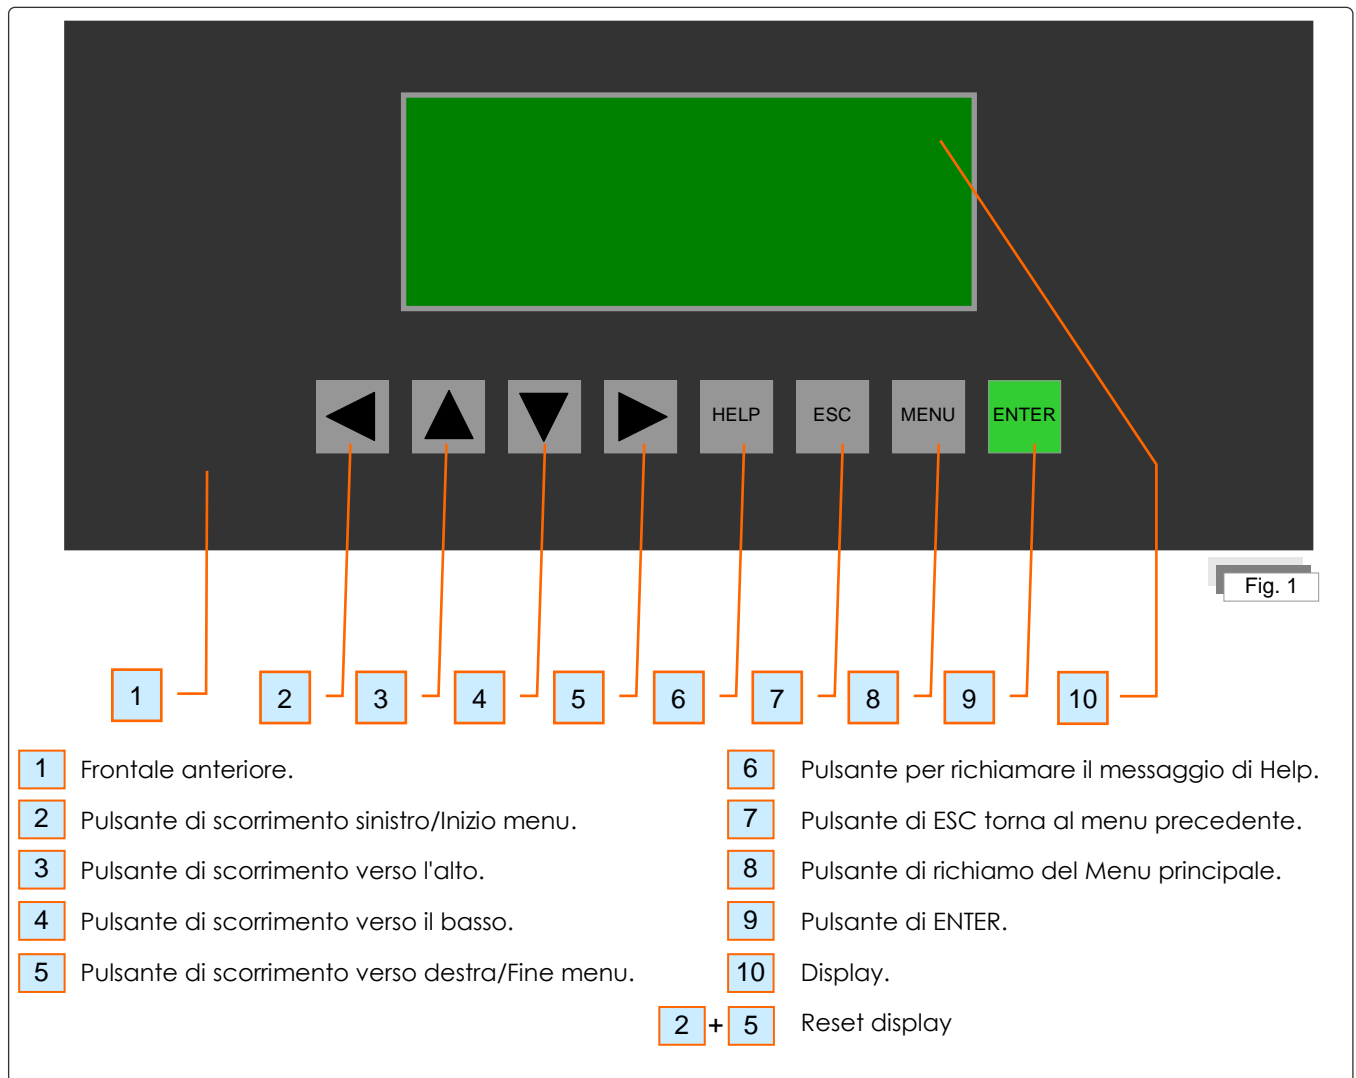 HELP ESC MENU ENTER
Fig. 1
1 2 3 4 5 6 7 8 9 10
1 Frontale anteriore.
2 Pulsante di scorrimento sinistro/Inizio menu.
3 Pulsante di scorrimento verso l'alto.
4 Pulsante di scorrimento verso il basso.
5 Pulsante di scorrimento verso destra/Fine menu.
6 Pulsante per richiamare il messaggio di Help.
7 Pulsante di ESC torna al menu precedente.
8 Pulsante di richiamo del Menu principale.
9 Pulsante di ENTER.
10 Display.
2 + 5 Reset display